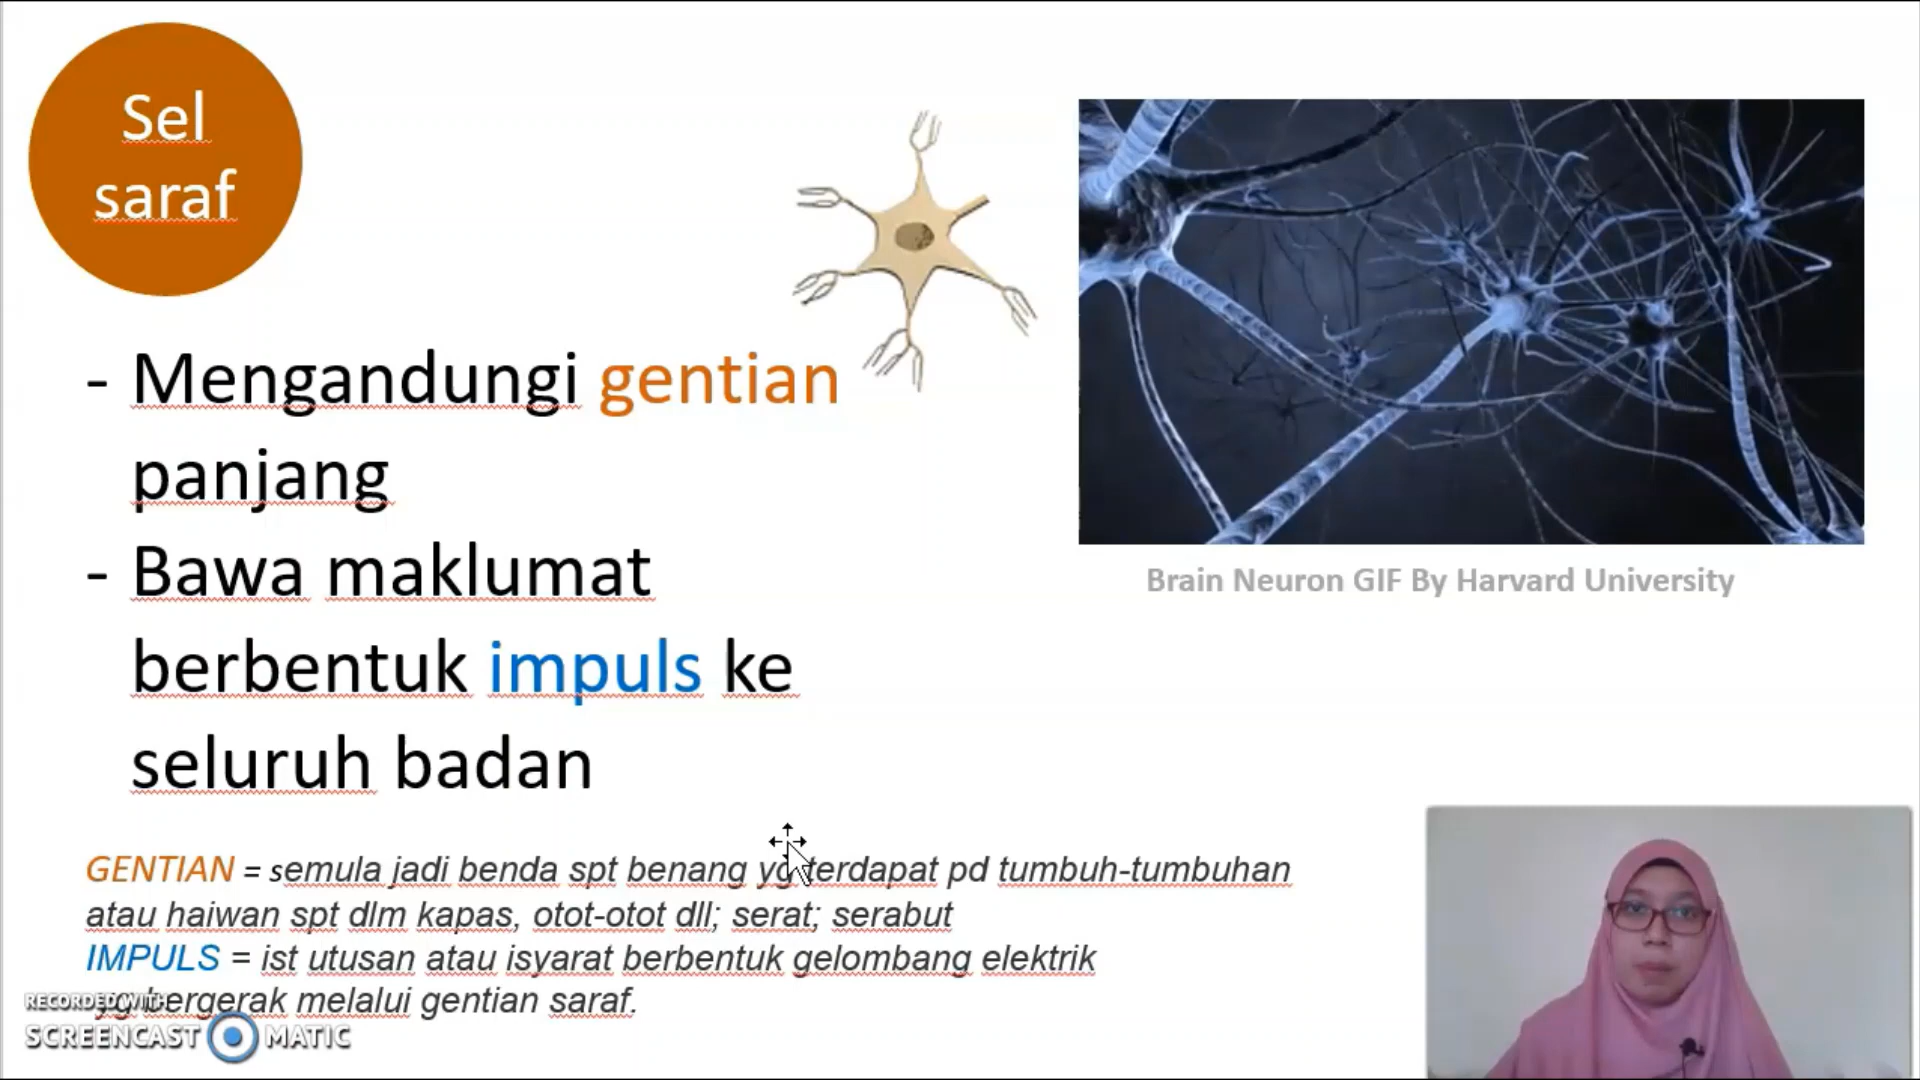 Sel
saraf
- Mengandungi gentian
panjang
- Bawa maklumat
berbentuk impuls ke
seluruh badan
Brain Neuron GIF By Harvard University
GENTIAN = semula jadi benda spt benang yg terdapat pd tumbuh-tumbuhan
atau haiwan spt dlm kapas, otot-otot dll; serat; serabut
IMPULS = ist utusan atau isyarat berbentuk gelombang elektrik
yg bergerak melalui gentian saraf.
RECORDED WITH
SCREENCAST MATIC